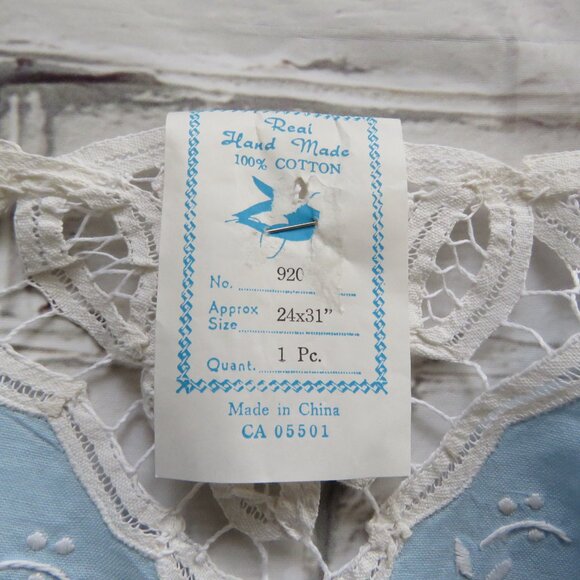 Real
Hand Made
100% COTTON
No. 920
Approx Size 24x31"
Quant. 1 Pc.
Made in China
CA 05501